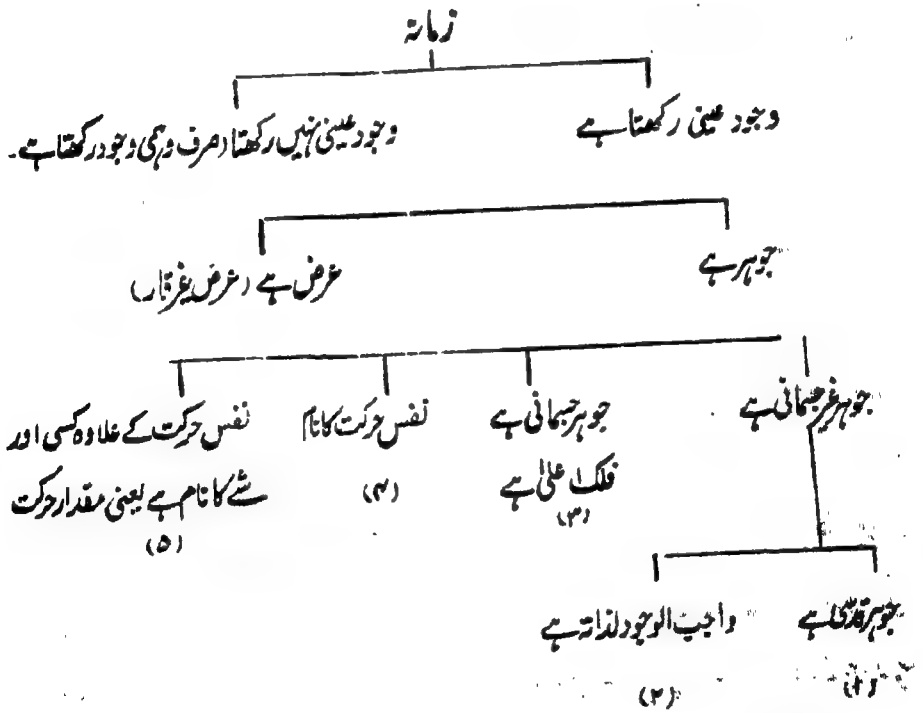 زمانہ
وجود عینی رکھتا ہے
وجود عینی نہیں رکھتا (صرف وہمی وجود رکھتا ہے۔
جوہر ہے
عرض ہے (عرض غیر قار)
جوہر غیر جسمانی ہے
جوہر جسمانی ہے
فلک اعلیٰ ہے
(۳)
نفس حرکت کا نام
(۴)
نفس حرکت کے علاوہ کسی اور
شے کا نام ہے یعنی مقدار حرکت
(۵)
جوہر قدسی ہے
(۱)
واجب الوجود لذاتہ ہے
(۲)